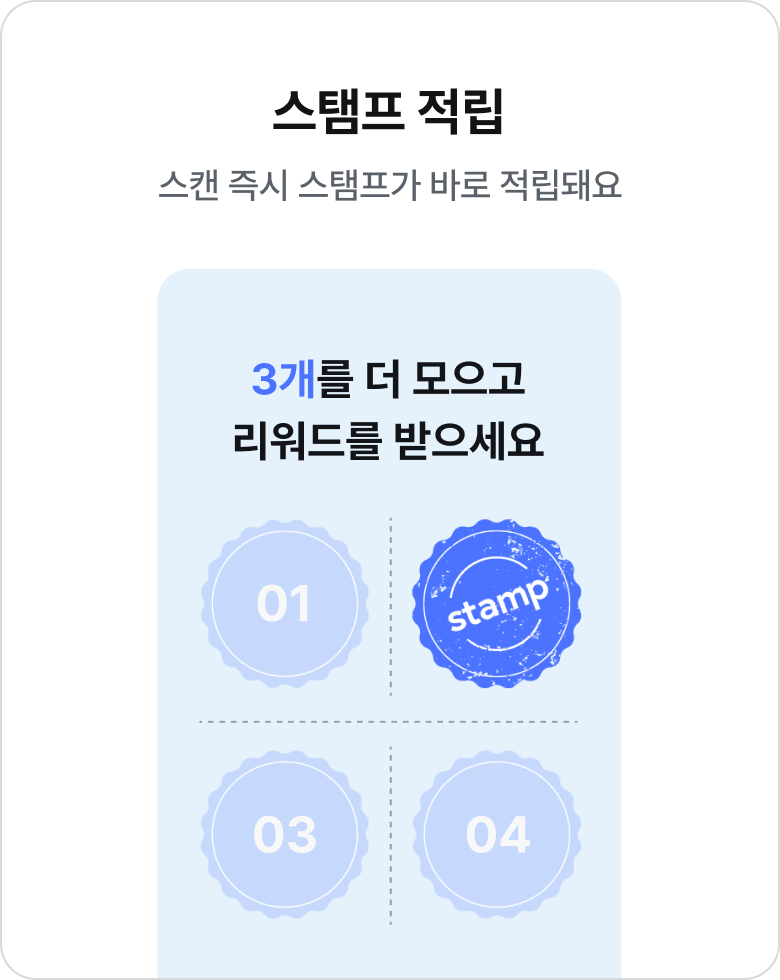 스탬프 적립
스캔 즉시 스탬프가 바로 적립돼요
3개를 더 모으고
리워드를 받으세요
01
stamp
03
04